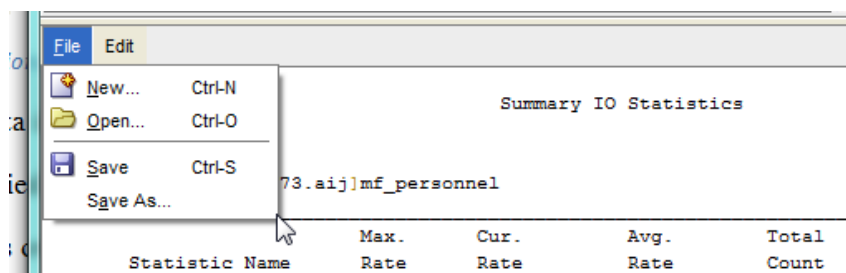 File Edit
New... Ctrl-N
Open... Ctrl-O
Save Ctrl-S
Save As...
Summary IO Statistics
73.aij]mf_personnel
Max. Cur. Avg. Total
Statistic Name Rate Rate Rate Count